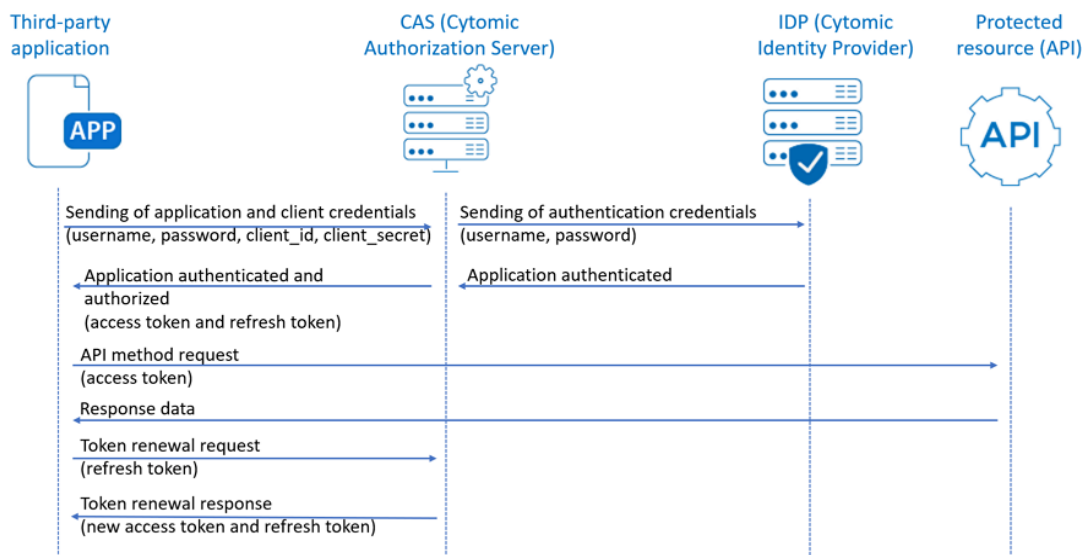 Third-party
application
CAS (Cytomic
Authorization Server)
IDP (Cytomic
Identity Provider)
Protected
resource (API)
APP
API
Sending of application and client credentials
(username, password, client_id, client_secret)
Sending of authentication credentials
(username, password)
Application authenticated and
authorized
(access token and refresh token)
Application authenticated
API method request
(access token)
Response data
Token renewal request
(refresh token)
Token renewal response
(new access token and refresh token)